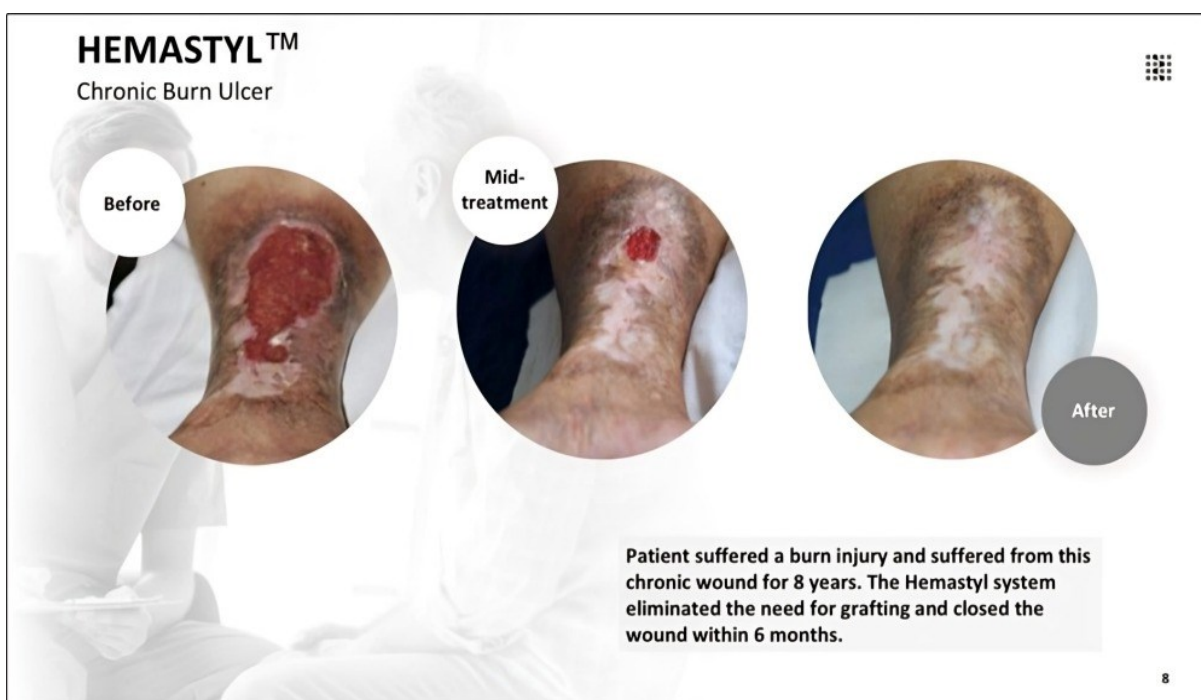 HEMASTYL™
Chronic Burn Ulcer
Before
Mid-
treatment
After
Patient suffered a burn injury and suffered from this
chronic wound for 8 years. The Hemastyl system
eliminated the need for grafting and closed the
wound within 6 months.
8